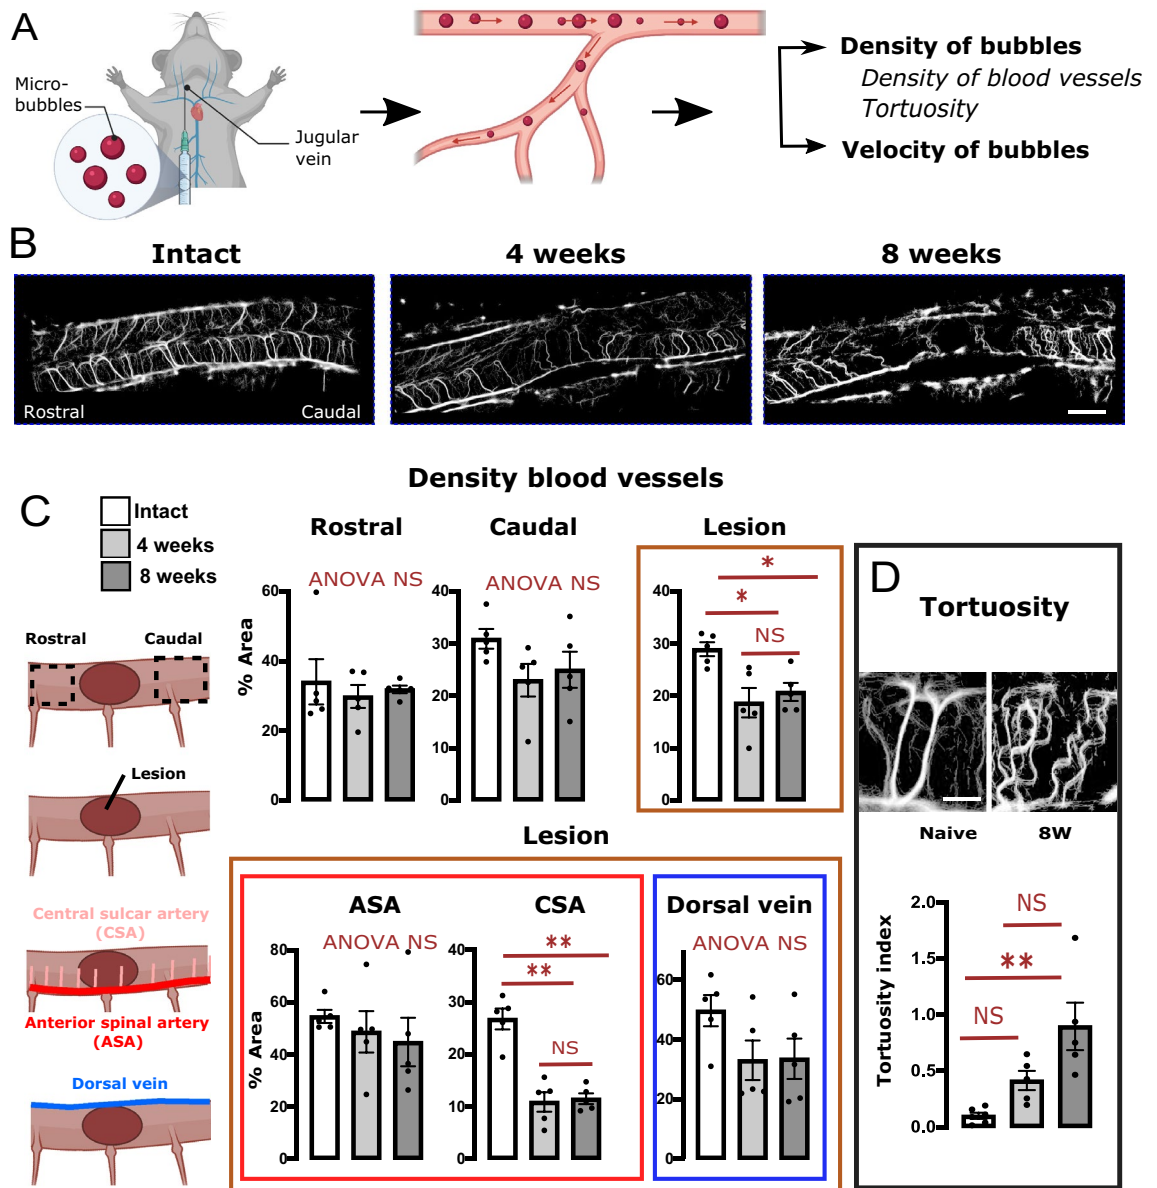 A
Micro-
bubbles
Jugular
vein
Density of bubbles
Density of blood vessels
Tortuosity
Velocity of bubbles
B
Intact
4 weeks
8 weeks
Rostral
Caudal
Density blood vessels
C
Intact
4 weeks
8 weeks
Rostral
Caudal
Lesion
Central sulcar artery
(CSA)
Anterior spinal artery
(ASA)
Dorsal vein
Rostral
ANOVA NS
% Area
60
40
20
0
Caudal
ANOVA NS
40
30
20
10
0
Lesion
*
*
NS
40
30
20
10
0
Lesion
ASA
ANOVA NS
% Area
80
60
40
20
0
CSA
**
**
NS
40
30
20
10
0
Dorsal vein
ANOVA NS
60
40
20
0
D
Tortuosity
Naive
8W
NS
**
NS
Tortuosity index
2.0
1.5
1.0
0.5
0.0